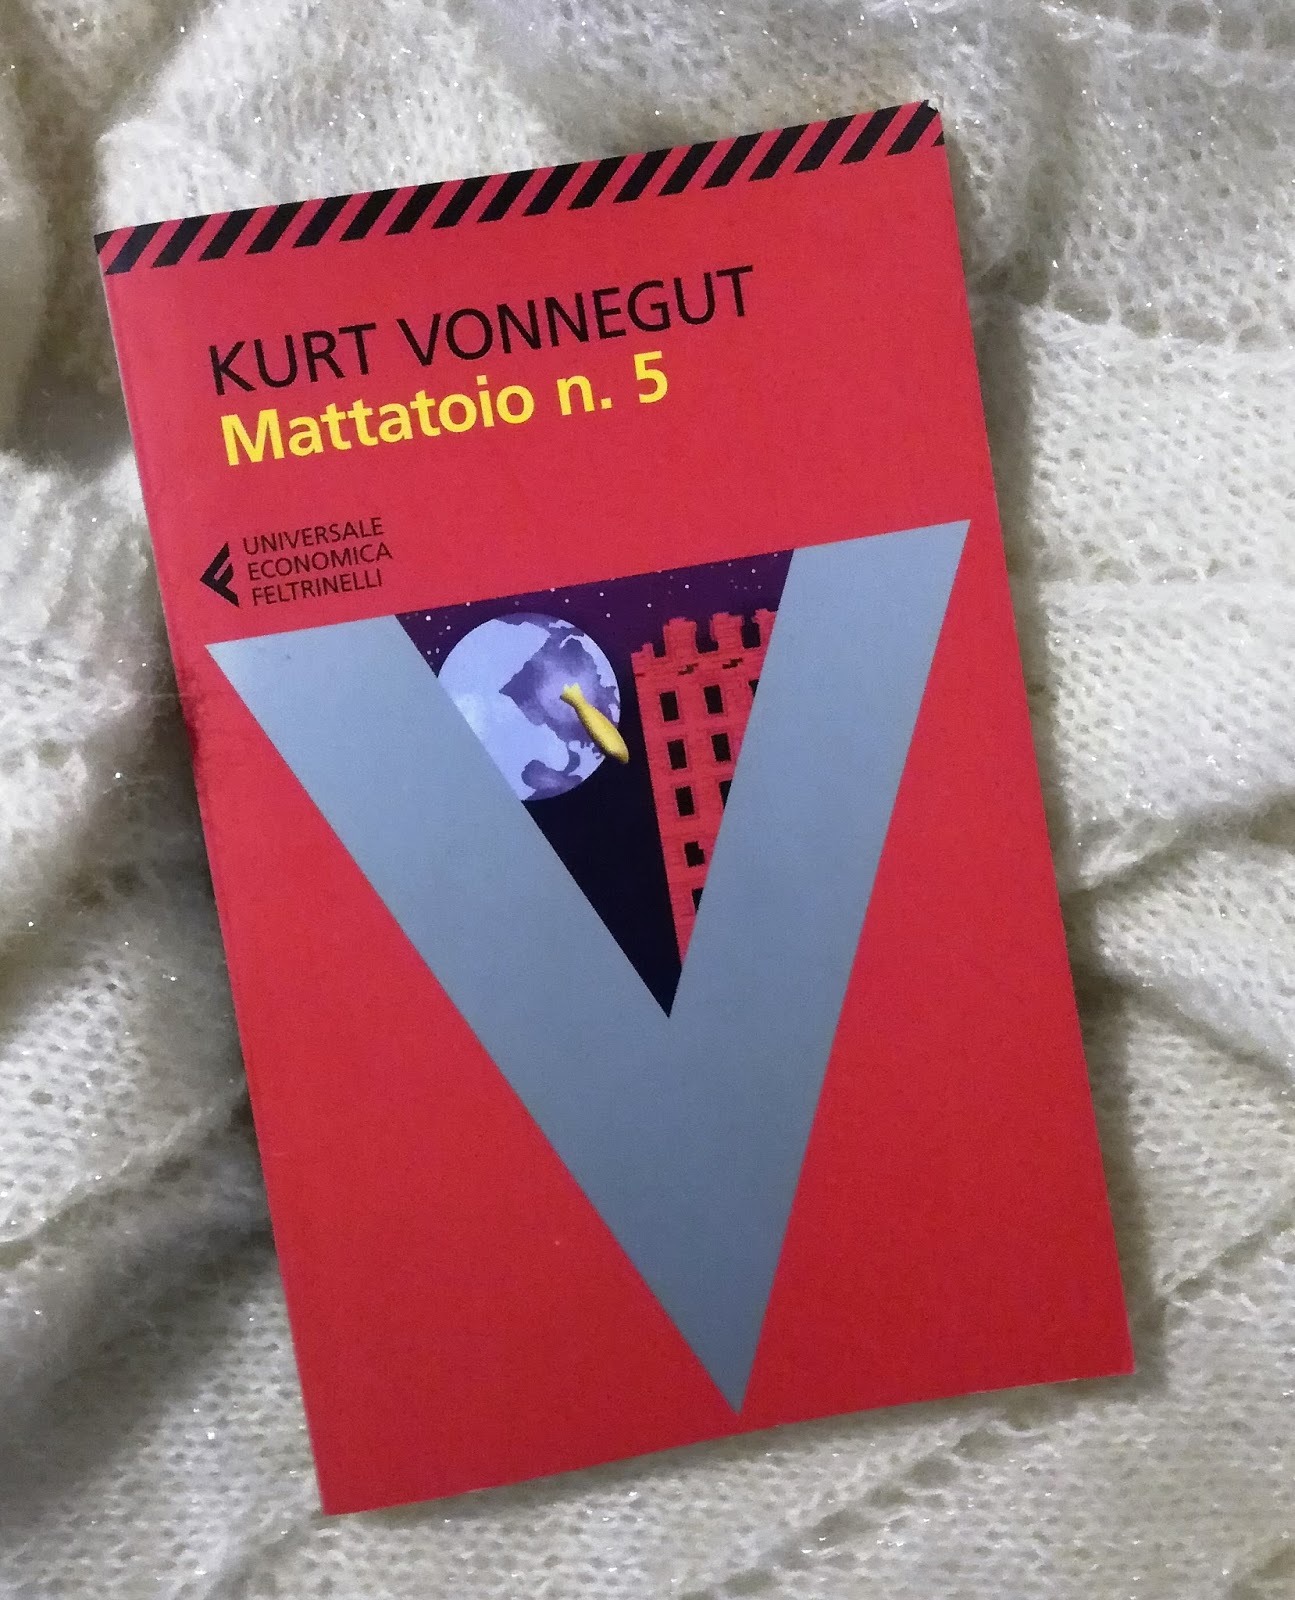 KURT VONNEGUT
Mattatoio n. 5
UNIVERSALE
ECONOMICA
FELTRINELLI
V